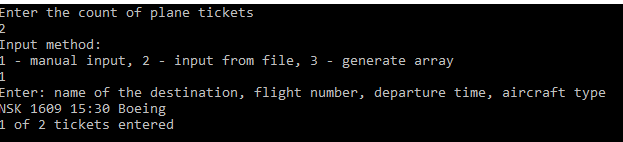 Enter the count of plane tickets
2
Input method:
1 - manual input, 2 - input from file, 3 - generate array
1
Enter: name of the destination, flight number, departure time, aircraft type
NSK 1609 15:30 Boeing
1 of 2 tickets entered